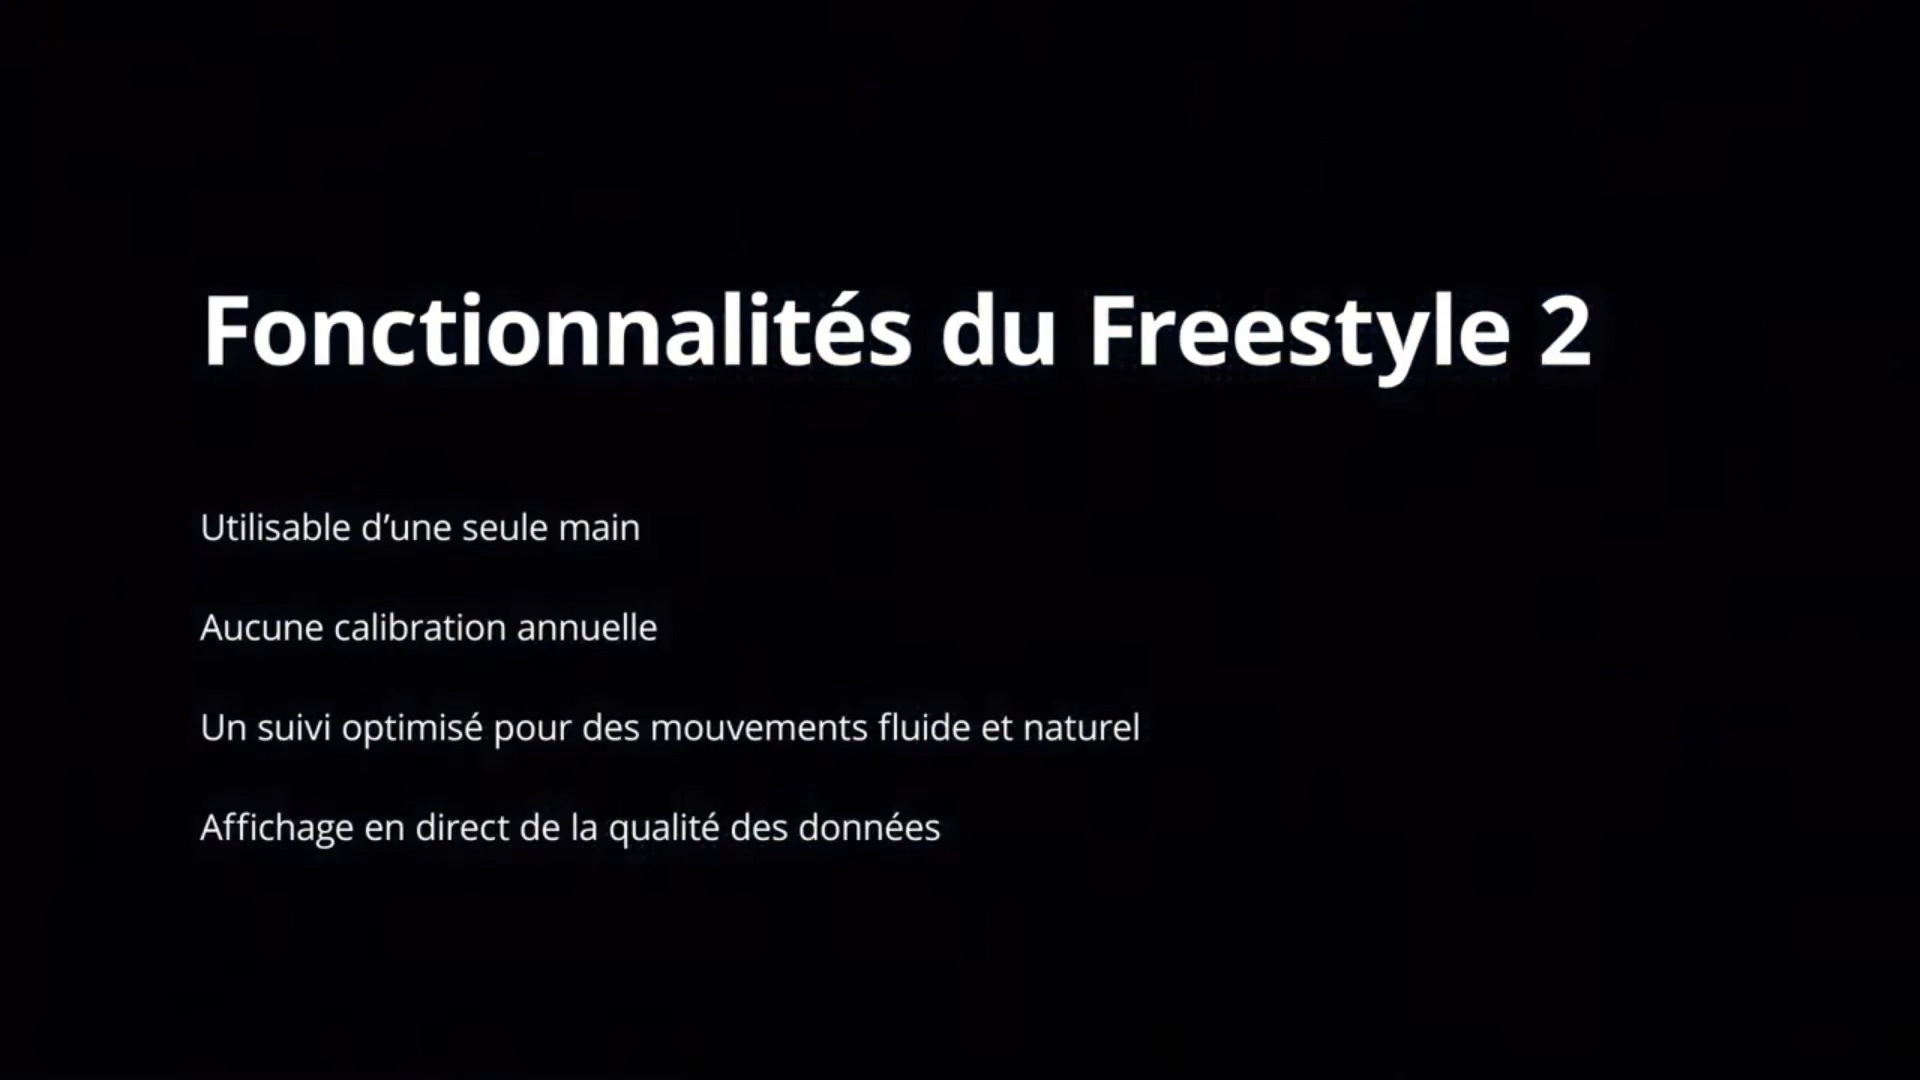 Fonctionnalités du Freestyle 2
Utilisable d’une seule main
Aucune calibration annuelle
Un suivi optimisé pour des mouvements fluide et naturel
Affichage en direct de la qualité des données